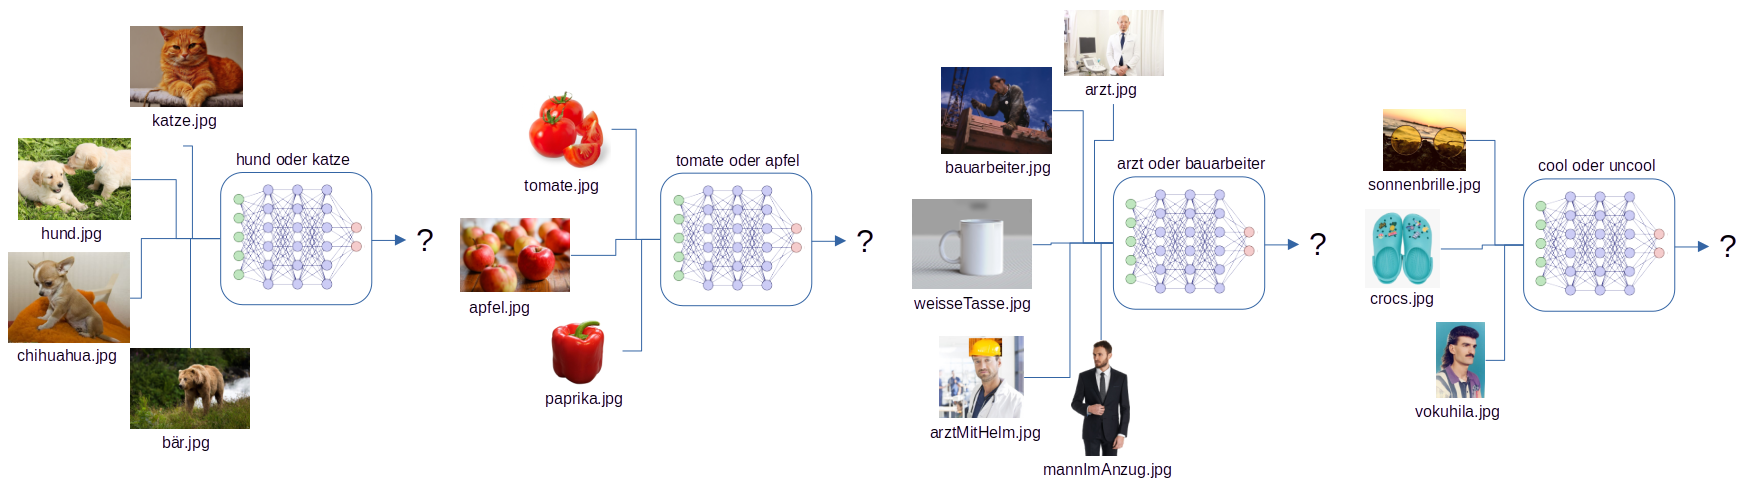 katze.jpg
hund.jpg
chihuahua.jpg
bär.jpg
hund oder katze
?
tomate.jpg
apfel.jpg
paprika.jpg
tomate oder apfel
?
arzt.jpg
bauarbeiter.jpg
weisseTasse.jpg
arztMitHelm.jpg
mannImAnzug.jpg
arzt oder bauarbeiter
?
sonnenbrille.jpg
crocs.jpg
vokuhila.jpg
cool oder uncool
?